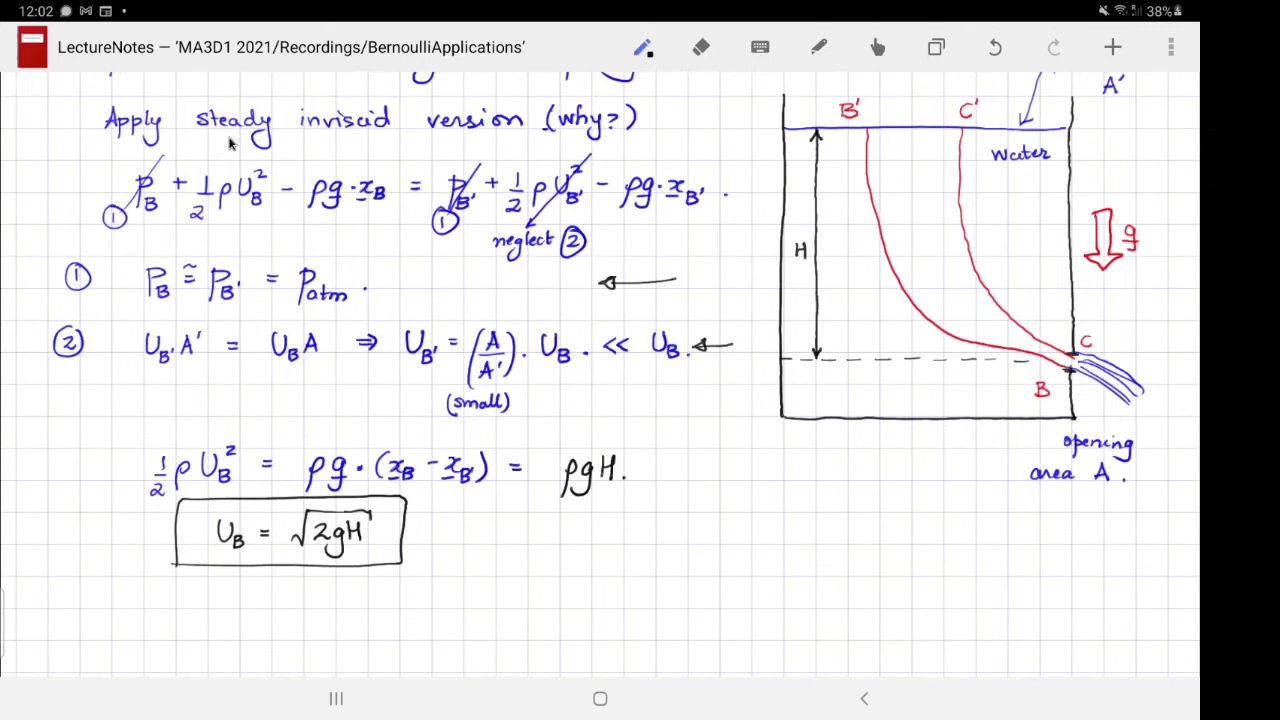 12:02
38%
LectureNotes — ‘MA3D1 2021/Recordings/BernoulliApplications’
Apply steady inviscid version (why?)
P_B + 1/2 ρ U_B² − ρg·x_B = P_B' + 1/2 ρ U_B'² − ρg·x_B' .
① ① neglect ②
① P_B ≅ P_B' = P_atm .
② U_B' A' = U_B A ⇒ U_B' = (A/A') . U_B . << U_B .
(small)
1/2 ρ U_B² = ρg·(x_B − x_B') = ρgH.
U_B = √2gH
A'
B' C'
water
H
g
C
B
opening
area A .